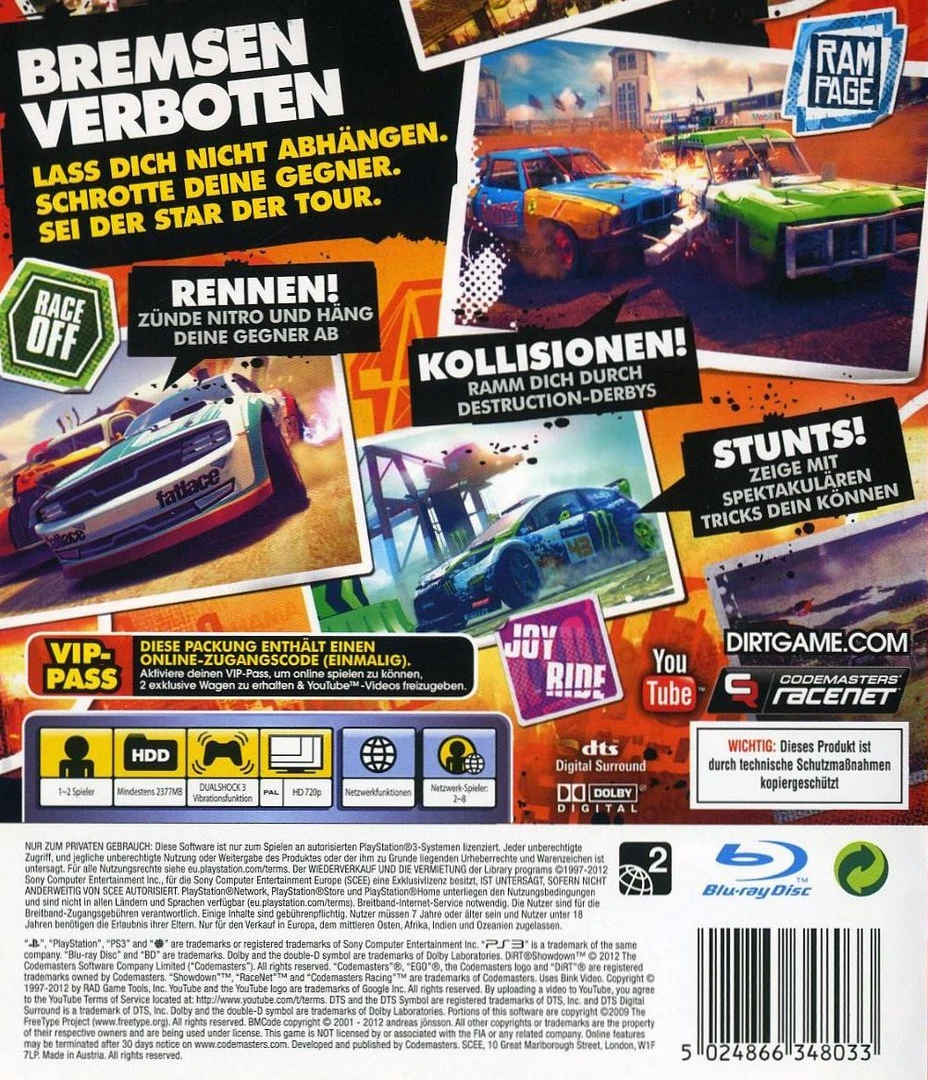 BREMSEN
VERBOTEN
LASS DICH NICHT ABHÄNGEN.
SCHROTTE DEINE GEGNER.
SEI DER STAR DER TOUR.
RAM
PAGE
RACE
OFF
RENNEN!
ZÜNDE NITRO UND HÄNG
DEINE GEGNER AB
KOLLISIONEN!
RAMM DICH DURCH
DESTRUCTION-DERBYS
STUNTS!
ZEIGE MIT
SPEKTAKULÄREN
TRICKS DEIN KÖNNEN
fatlace
JOY
RIDE
VIP-
PASS
DIESE PACKUNG ENTHÄLT EINEN
ONLINE-ZUGANGSCODE (EINMALIG).
Aktiviere deinen VIP-Pass, um online spielen zu können,
2 exklusive Wagen zu erhalten & YouTube™-Videos freizugeben.
You
Tube™
DIRTGAME.COM
CODEMASTERS
RACENET
HDD
1-2 Spieler
Mindestens 2377MB
DUALSHOCK 3
Vibrationsfunktion
PAL
HD 720p
Netzwerkfunktionen
Netzwerk-Spieler:
2-8
dts
Digital Surround
DOLBY®
DIGITAL
WICHTIG: Dieses Produkt ist
durch technische Schutzmaßnahmen
kopiergeschützt
NUR ZUM PRIVATEN GEBRAUCH: Diese Software ist nur zum Spielen an autorisierten PlayStation®3-Systemen lizenziert. Jeder unberechtigte
Zugriff, und jegliche unberechtigte Nutzung oder Weitergabe des Produktes oder der ihm zu Grunde liegenden Urheberrechte und Warenzeichen ist
untersagt. Für alle Nutzungsrechte siehe eu.playstation.com/terms. Der WIEDERVERKAUF UND DIE VERMIETUNG der Library programs ©1997-2012
Sony Computer Entertainment Inc., für die Sony Computer Entertainment Europe (SCEE) eine Exklusivlizenz besitzt, IST UNTERSAGT, SOFERN NICHT
ANDERWEITIG VON SCEE AUTORISIERT. PlayStation®Network, PlayStation®Store und PlayStation®Home unterliegen den Nutzungsbedingungen
und sind nicht in allen Ländern und Sprachen verfügbar (eu.playstation.com/terms). Breitband-Internet-Service notwendig. Die Nutzer sind für die
Breitband-Zugangsgebühren verantwortlich. Einige Inhalte sind gebührenpflichtig. Nutzer müssen 7 Jahre oder älter sein und Nutzer unter 18
Jahren benötigen die Erlaubnis ihrer Eltern. Nur für den Verkauf in Europa, dem mittleren Osten, Afrika, Indien und Ozeanien zugelassen.
2
Blu-ray Disc™
"PS", "PlayStation", "PS3" and "" are trademarks or registered trademarks of Sony Computer Entertainment Inc. "PS3" is a trademark of the same
company. "Blu-ray Disc" and "BD" are trademarks. Dolby and the double-D symbol are trademark of Dolby Laboratories. DiRT®Showdown™ © 2012 The
Codemasters Software Company Limited ("Codemasters"). All rights reserved. "Codemasters"®, "EGO"®, the Codemasters logo and "DiRT"® are registered
trademarks owned by Codemasters. "Showdown"™, "RaceNet"™ and "Codemasters Racing"™ are trademarks of Codemasters. Uses Bink Video. Copyright ©
1997-2012 by RAD Game Tools, Inc. YouTube and the YouTube logo are trademarks of Google Inc. All rights reserved. By uploading a video to YouTube, you agree
to the YouTube Terms of Service located at: http://www.youtube.com/t/terms. DTS and the DTS Symbol are registered trademarks of DTS, Inc. and DTS Digital
Surround is a trademark of DTS, Inc. Dolby and the double-D symbol are trademarks of Dolby Laboratories. Portions of this software are copyright ©2009 The
FreeType Project (www.freetype.org). All rights reserved. BMCode copyright © 2001 - 2012 andreas jönsson. All other copyrights or trademarks are the property
of their respective owners and are being used under license. This game is NOT licensed by or associated with the FIA or any related company. Online features
may be terminated after 30 days notice on www.codemasters.com. Developed and published by Codemasters. SCEE, 10 Great Marlborough Street, London, W1F
7LP. Made in Austria. All rights reserved.
5 024866 348033